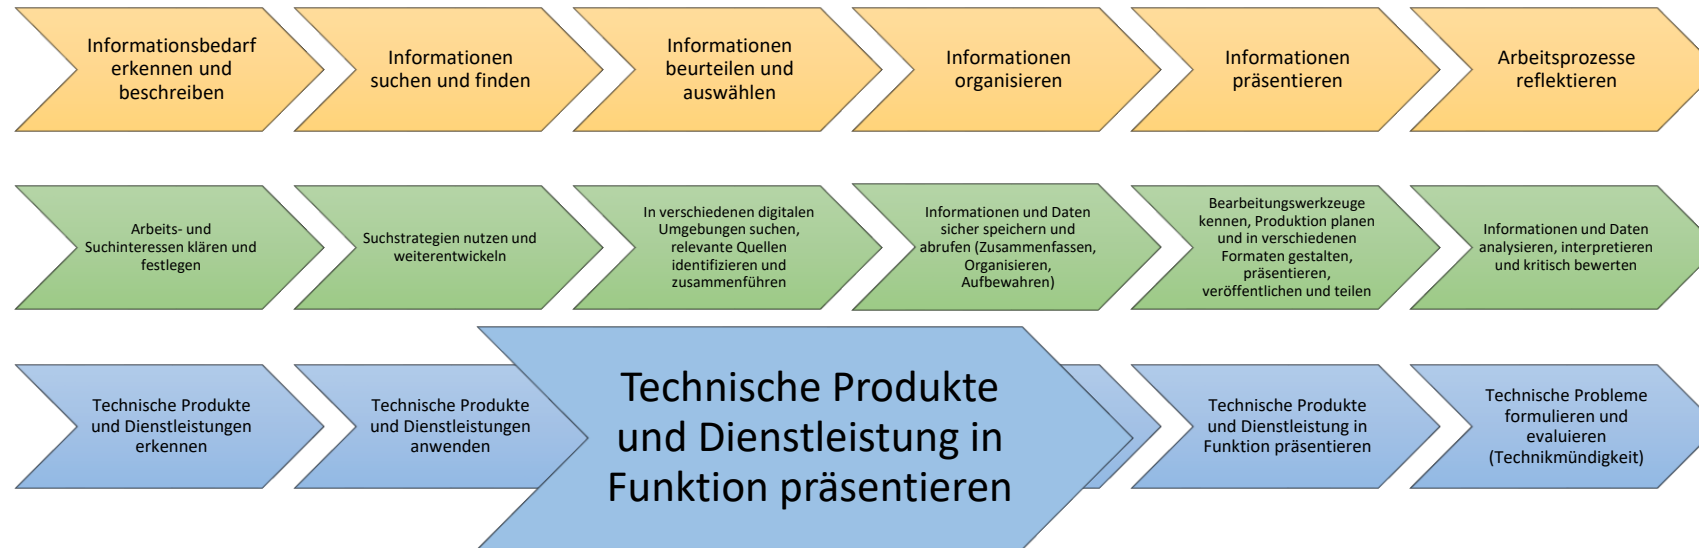 Informationsbedarf
erkennen und
beschreiben
Informationen
suchen und finden
Informationen
beurteilen und
auswählen
Informationen
organisieren
Informationen
präsentieren
Arbeitsprozesse
reflektieren
Arbeits- und
Suchinteressen klären und
festlegen
Suchstrategien nutzen und
weiterentwickeln
In verschiedenen digitalen
Umgebungen suchen,
relevante Quellen
identifizieren und
zusammenführen
Informationen und Daten
sicher speichern und
abrufen (Zusammenfassen,
Organisieren,
Aufbewahren)
Bearbeitungswerkzeuge
kennen, Produktion planen
und in verschiedenen
Formaten gestalten,
präsentieren,
veröffentlichen und teilen
Informationen und Daten
analysieren, interpretieren
und kritisch bewerten
Technische Produkte
und Dienstleistungen
erkennen
Technische Produkte
und Dienstleistungen
anwenden
Technische Produkte
und Dienstleistung in
Funktion präsentieren
Technische Produkte
und Dienstleistung in
Funktion präsentieren
Technische Probleme
formulieren und
evaluieren
(Technikmündigkeit)